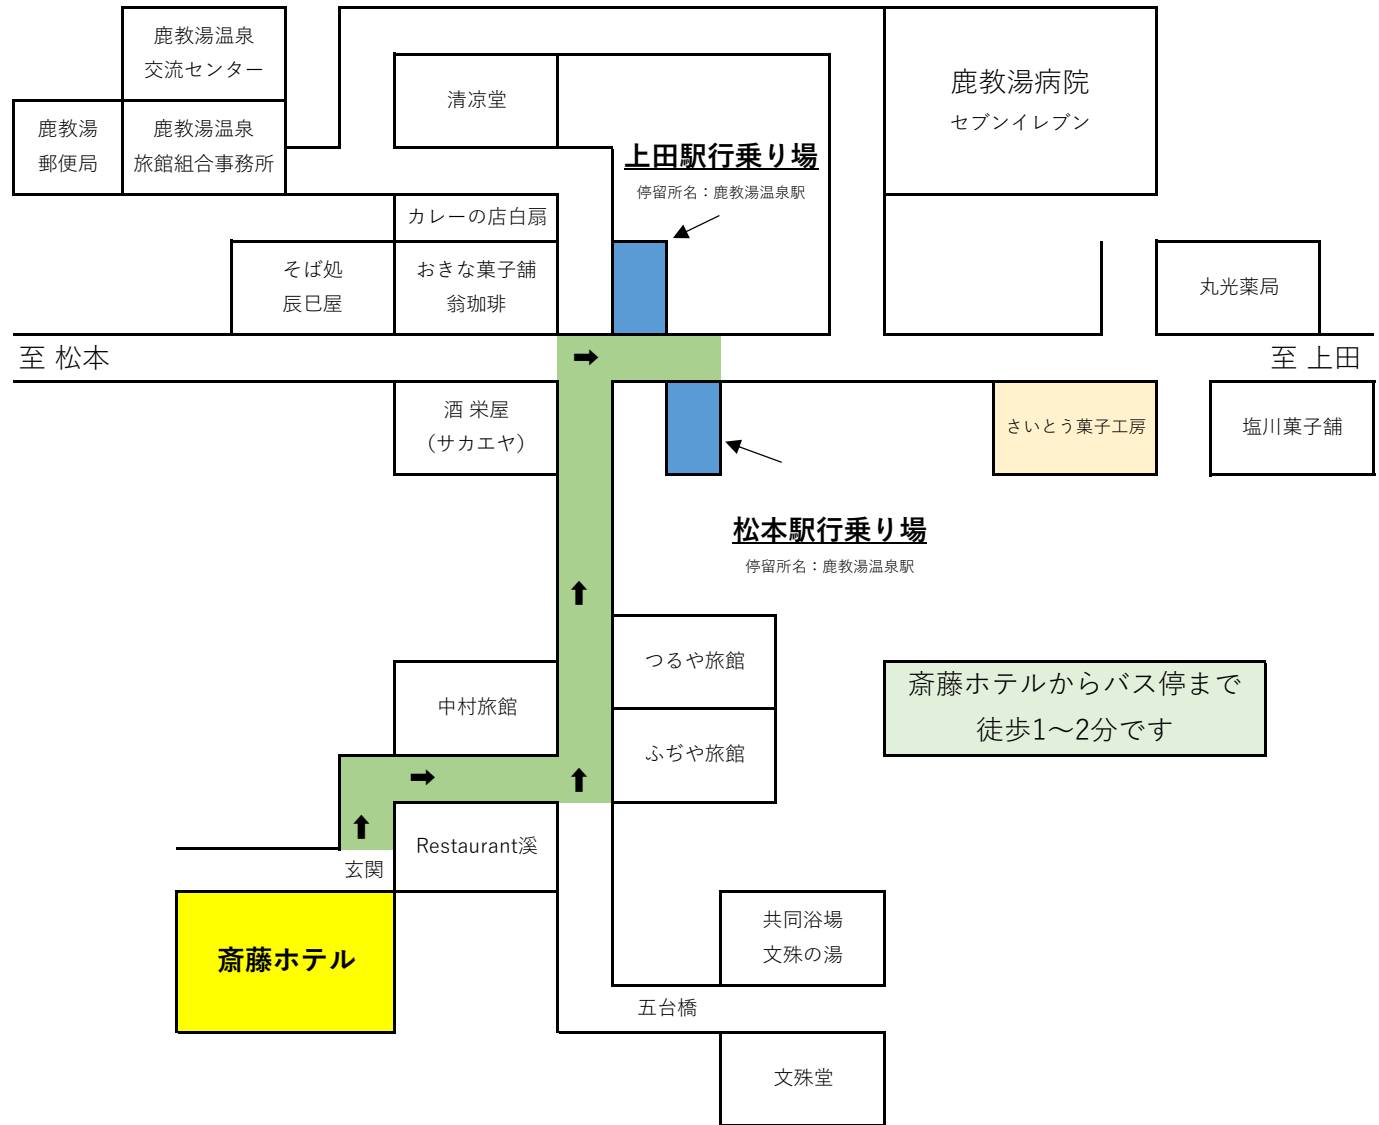 鹿教湯温泉
交流センター
鹿教湯
郵便局
鹿教湯温泉
旅館組合事務所
清凉堂
鹿教湯病院
セブンイレブン
上田駅行乗り場
停留所名：鹿教湯温泉駅
カレーの店白扇
そば処
辰巳屋
おきな菓子舗
翁珈琲
丸光薬局
至 松本
至 上田
酒 栄屋
（サカエヤ）
さいとう菓子工房
塩川菓子舗
松本駅行乗り場
停留所名：鹿教湯温泉駅
つるや旅館
中村旅館
ふぢや旅館
斎藤ホテルからバス停まで
徒歩1～2分です
Restaurant渓
玄関
斎藤ホテル
共同浴場
文殊の湯
五台橋
文殊堂